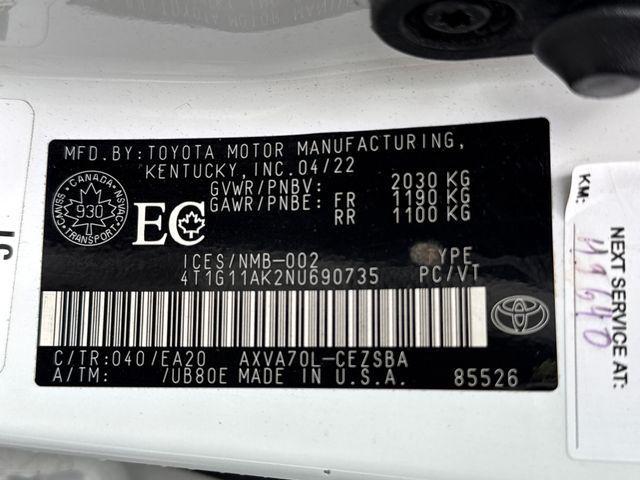 MFD.BY:TOYOTA MOTOR MANUFACTURING,
KENTUCKY,INC.04/22
GVWR/PNBV: 2030 KG
GAWR/PNBE: FR 1190 KG
RR 1100 KG
CANADA
CMVSS NSVAC
930
TRANSPORT
EC
ICES/NMB-002 TYPE
4T1G11AK2NU690735 PC/VT
C/TR:040/EA20 AXVA70L-CEZSBA
A/TM: /UB80E MADE IN U.S.A. 85526
TOYOTA
KM:
NEXT SERVICE AT: